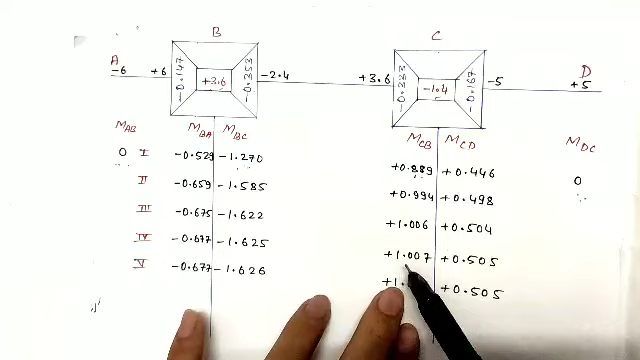 B C
A D
-6 +6 -0.147 +3.6 -0.353 -2.4 +3.6 -0.333 -1.4 -0.167 -5 +5
MAB MBA MBC MCB MCD MDC
0 I -0.529 -1.270 +0.889 +0.446 0
II -0.659 -1.585 +0.994 +0.498
III -0.675 -1.622 +1.006 +0.504
IV -0.677 -1.625 +1.007 +0.505
V -0.677 -1.626 +1. +0.505